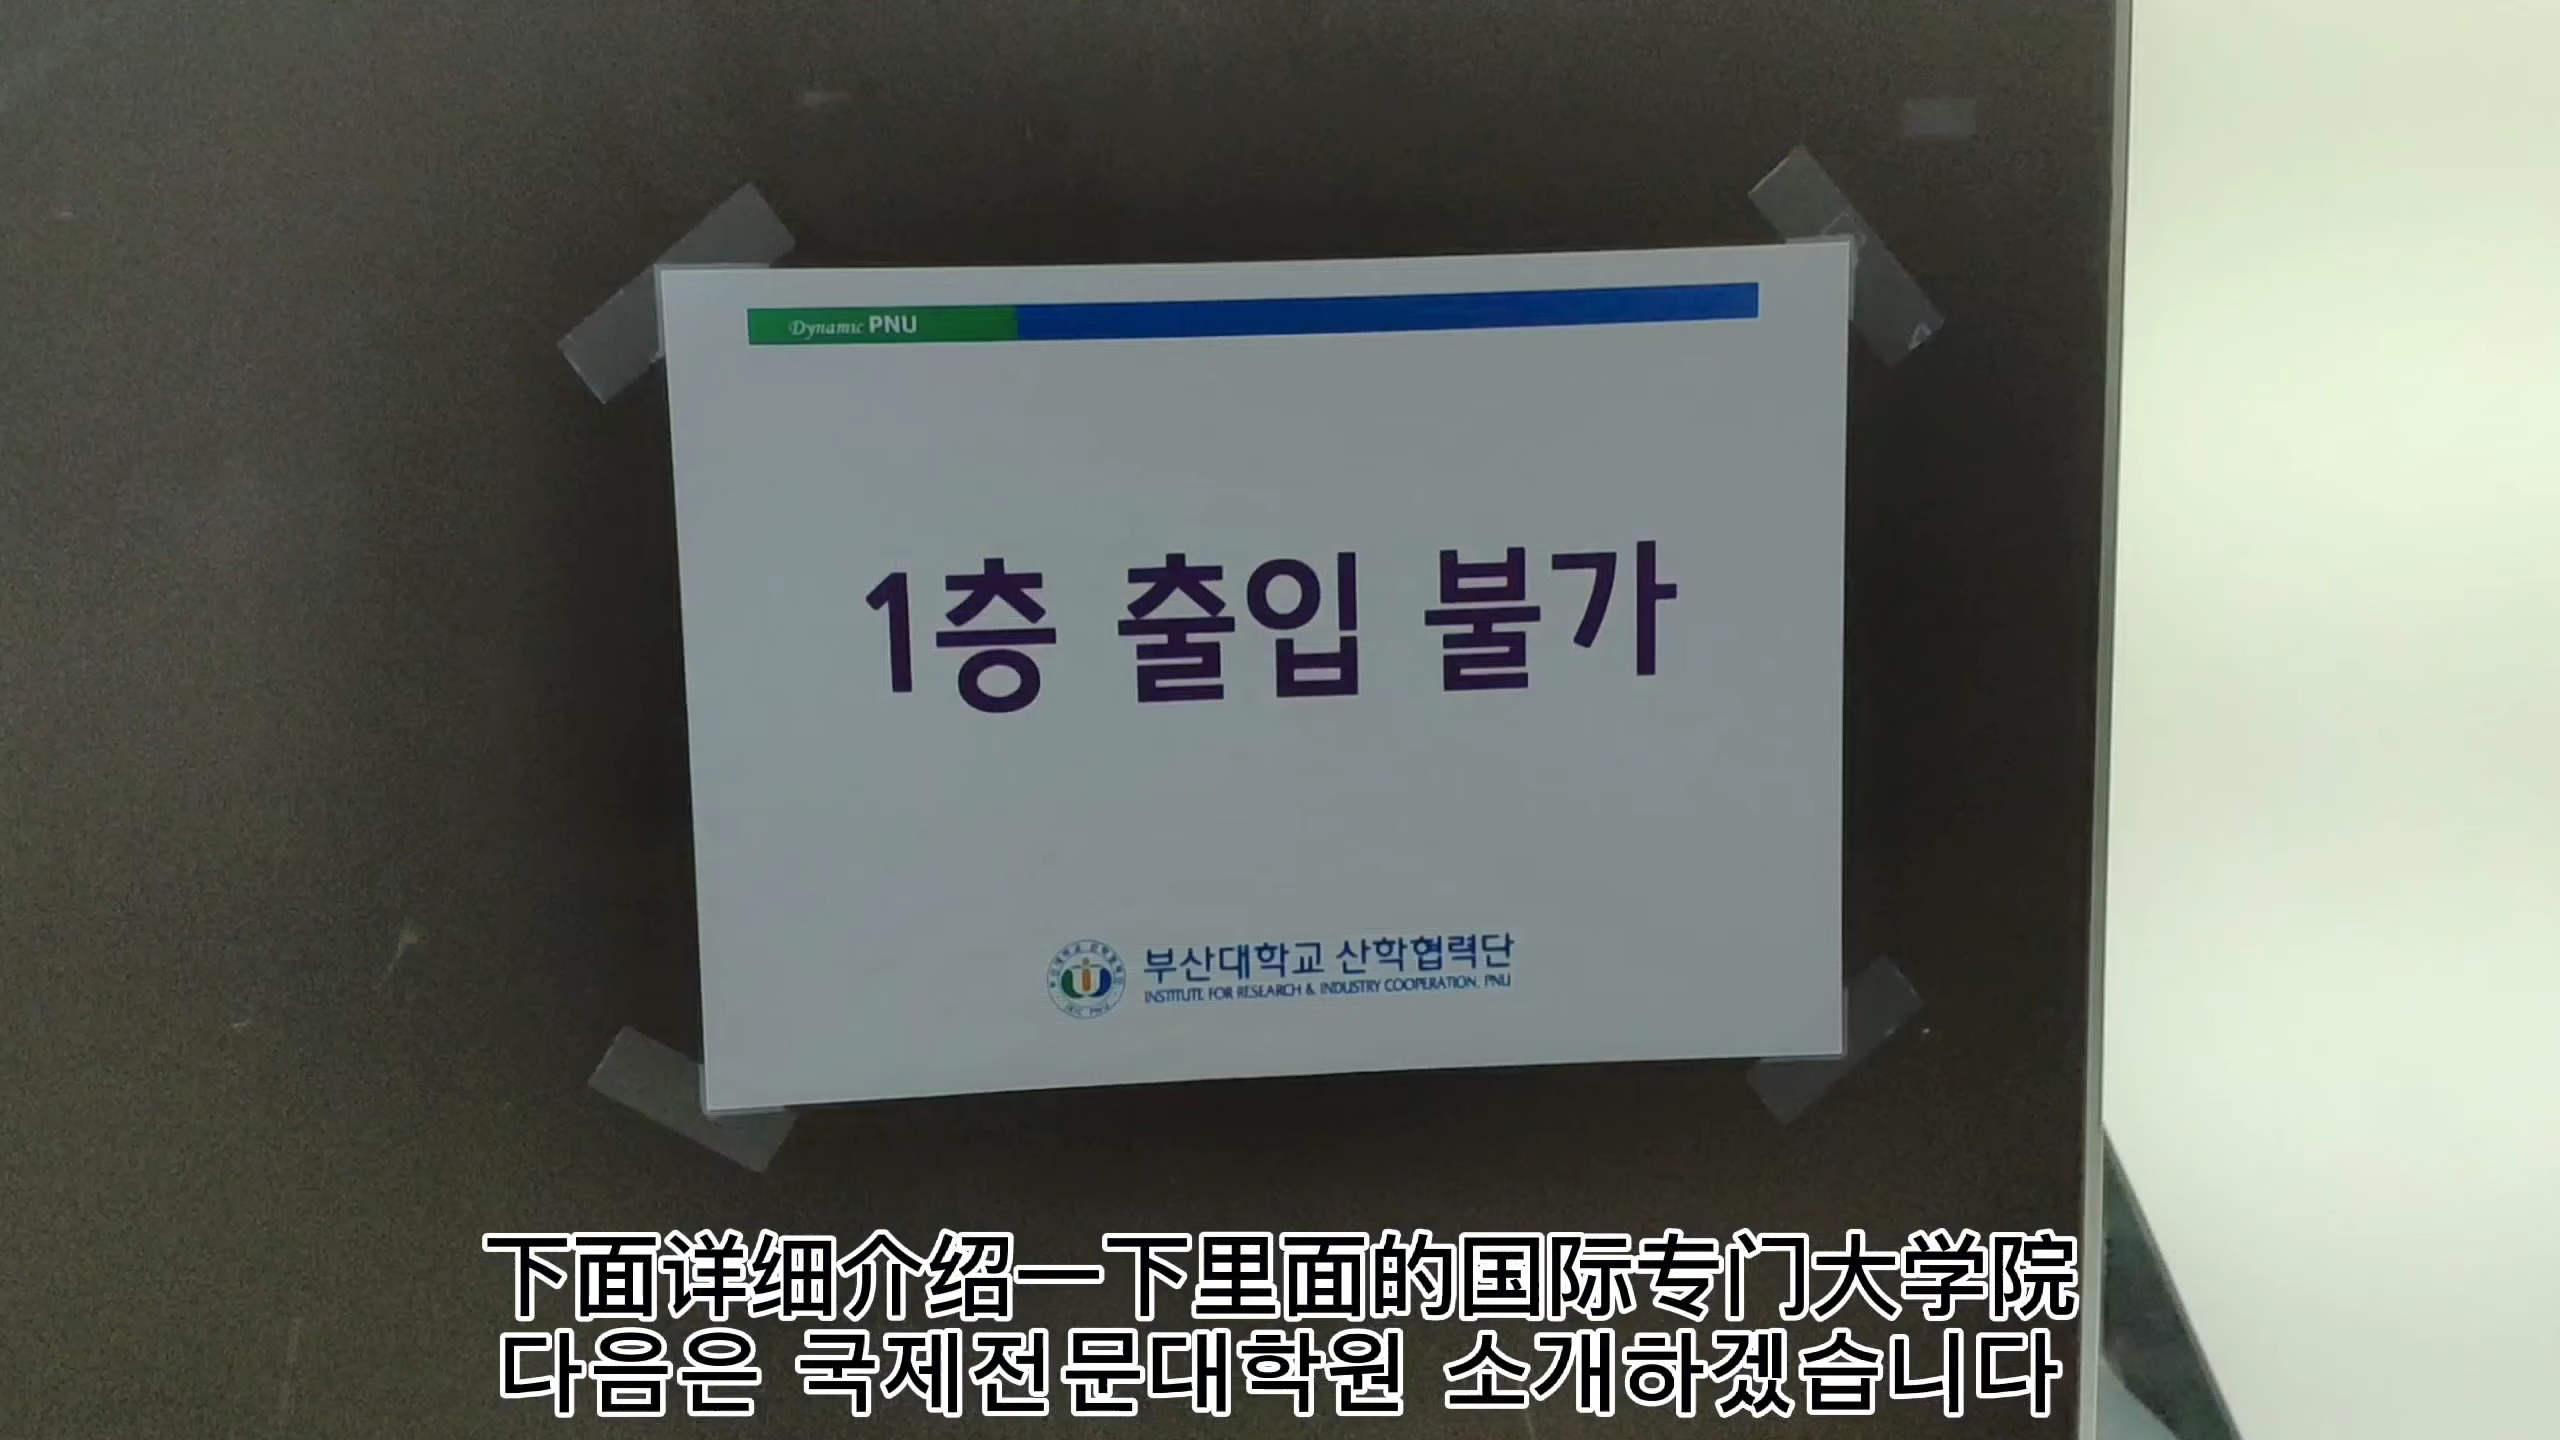 Dynamic PNU
1층 출입 불가
부산대학교 산학협력단
INSTITUTE FOR RESEARCH & INDUSTRY COOPERATION, PNU
下面详细介绍一下里面的国际专门大学院
다음은 국제전문대학원 소개하겠습니다